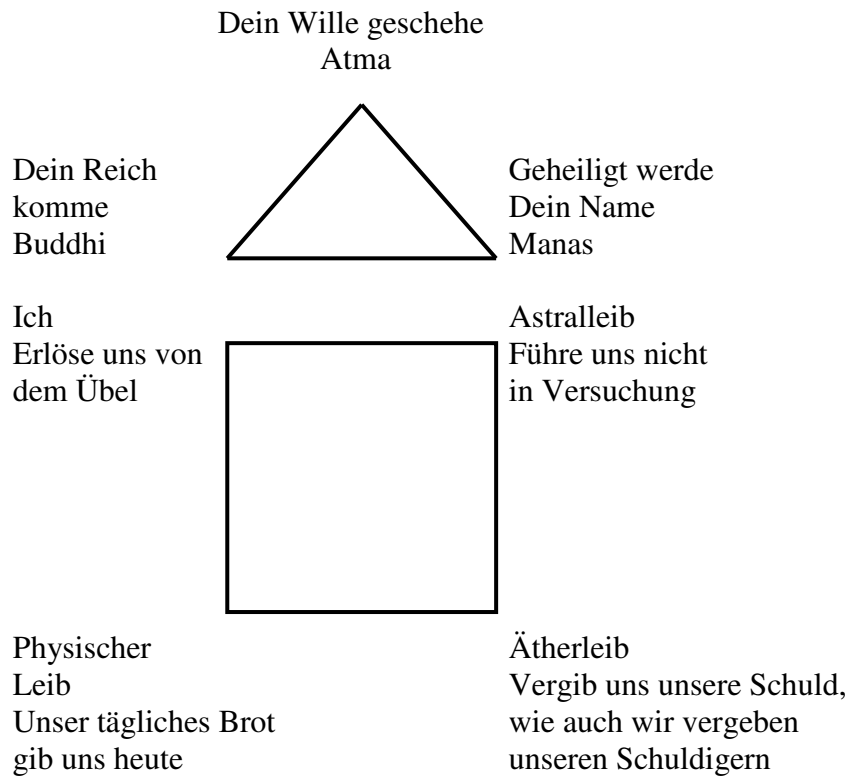 Dein Wille geschehe
Atma
Dein Reich
komme
Buddhi
Geheiligt werde
Dein Name
Manas
Ich
Erlöse uns von
dem Übel
Astralleib
Führe uns nicht
in Versuchung
Physischer
Leib
Unser tägliches Brot
gib uns heute
Ätherleib
Vergib uns unsere Schuld,
wie auch wir vergeben
unseren Schuldigern